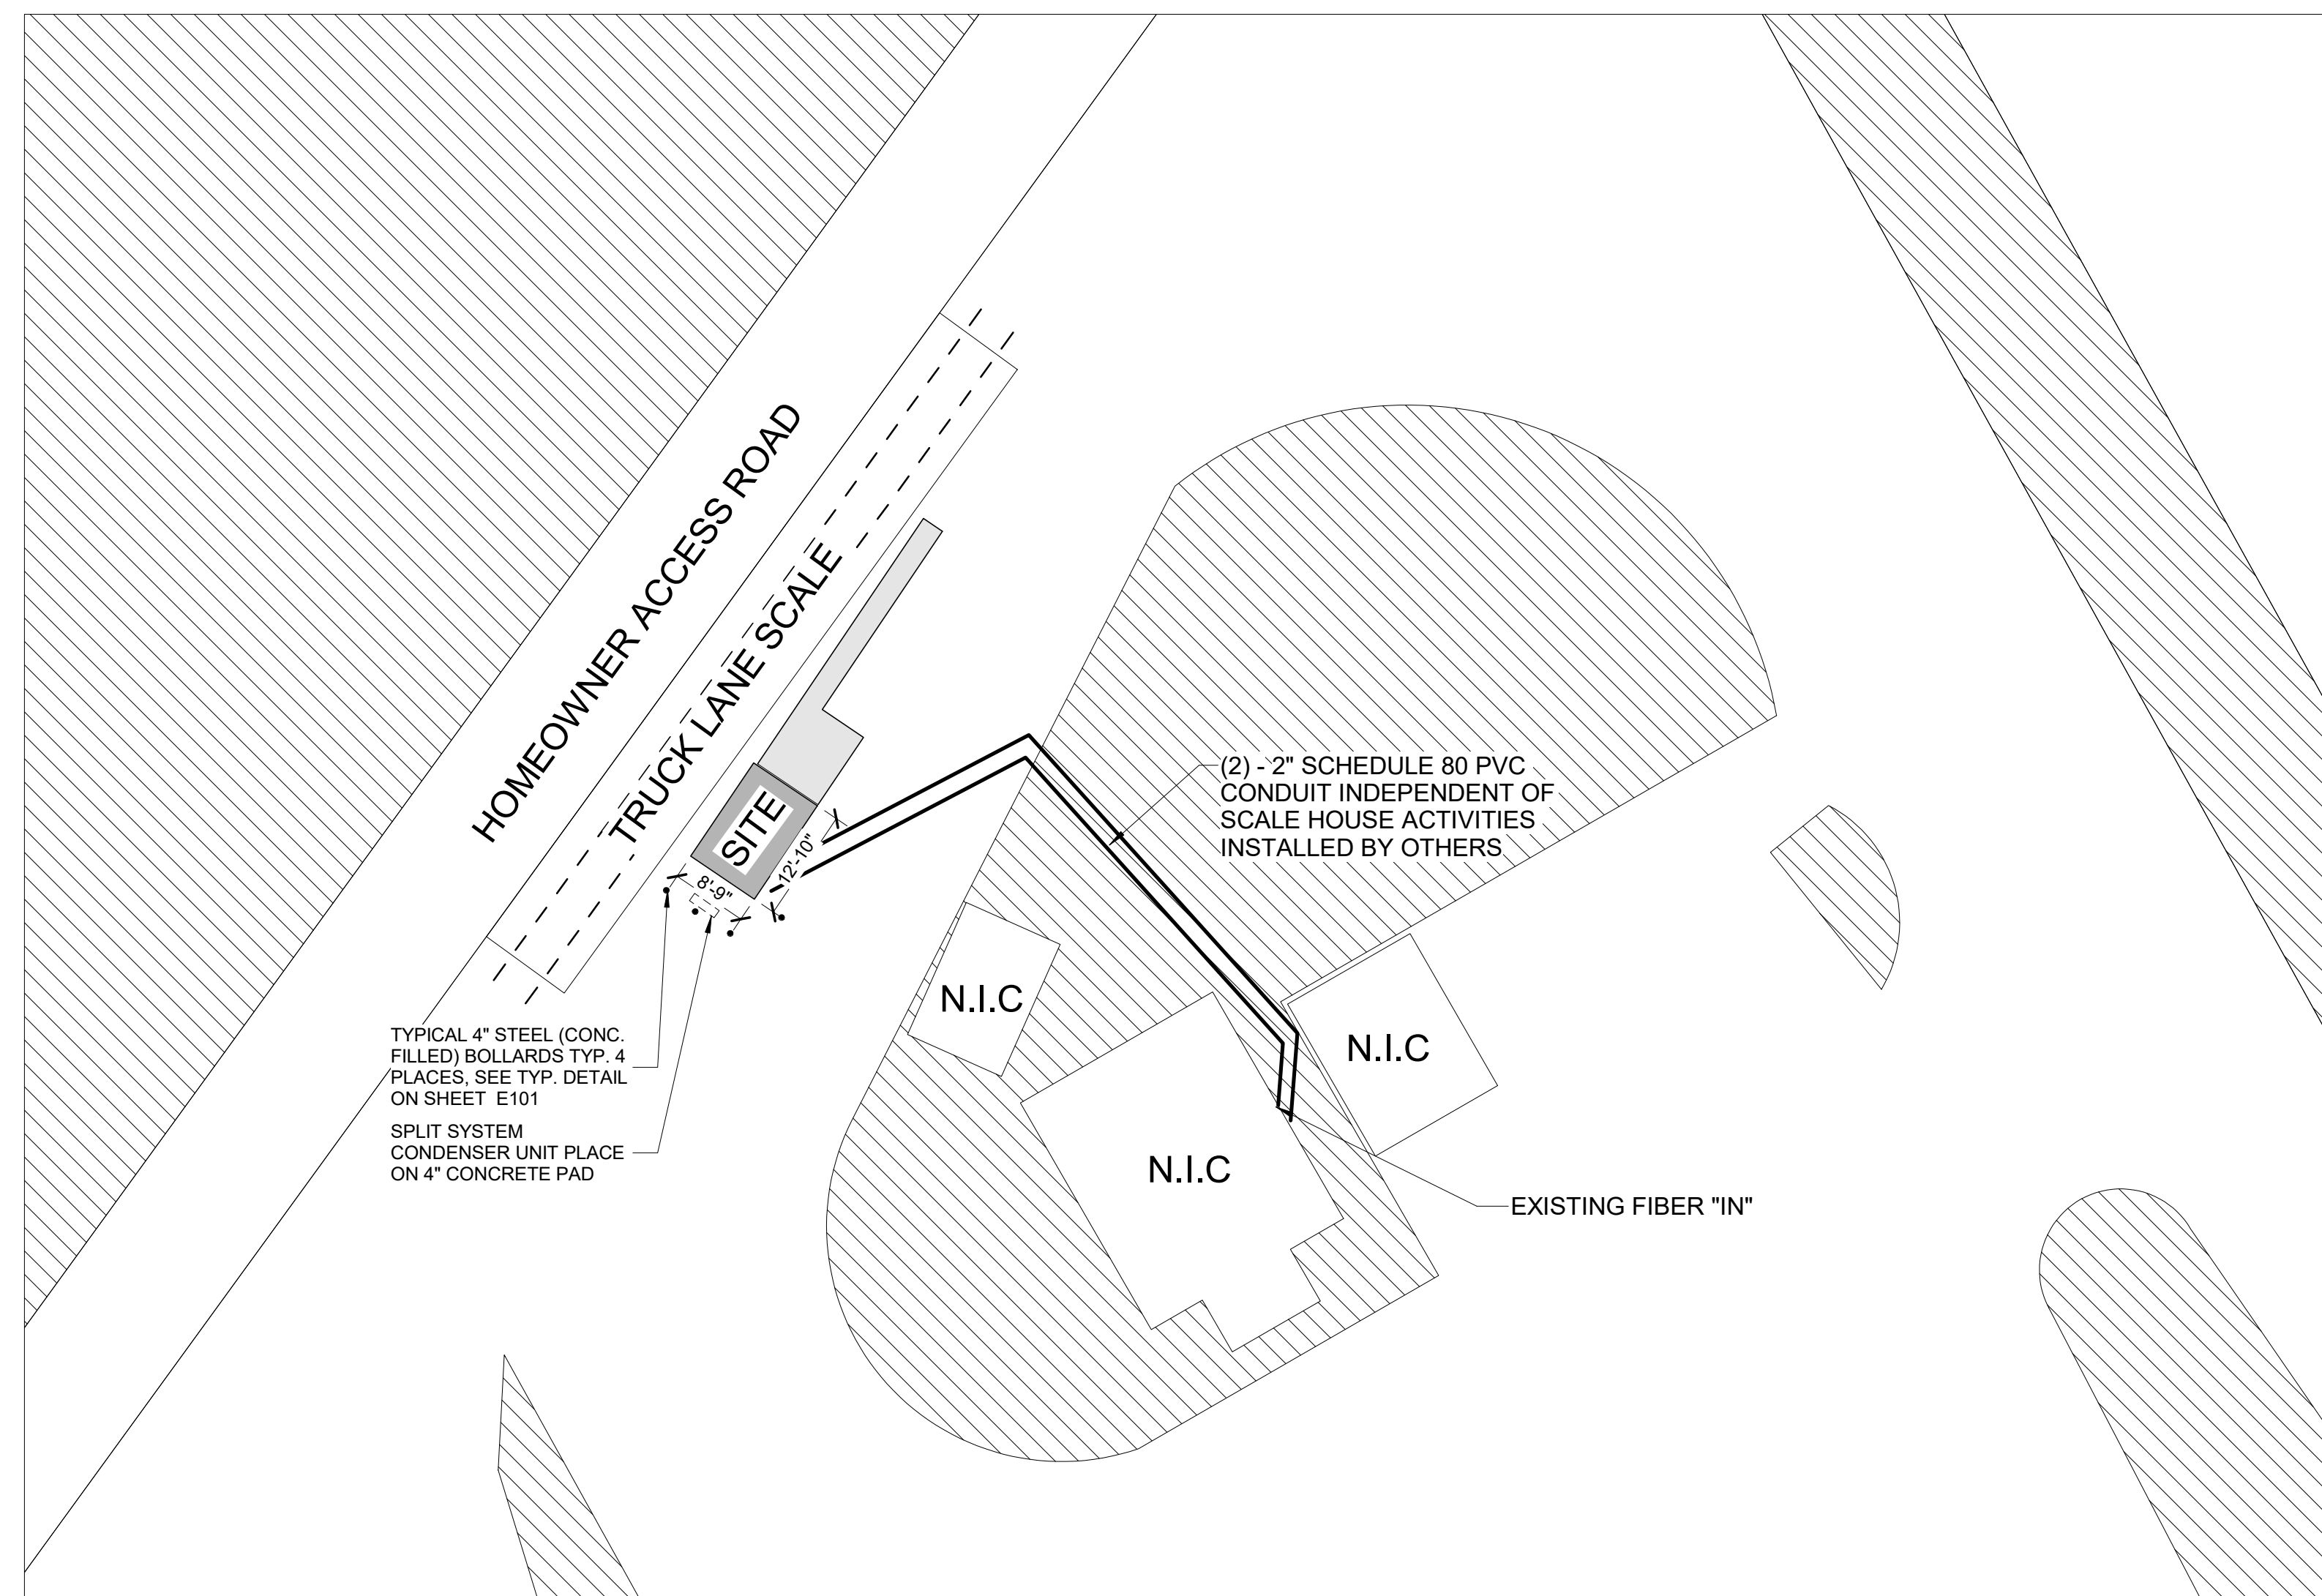 HOMEOWNER ACCESS ROAD
TRUCK LANE SCALE
SITE
8'-9"
12'-10"
(2) - 2" SCHEDULE 80 PVC
CONDUIT INDEPENDENT OF
SCALE HOUSE ACTIVITIES
INSTALLED BY OTHERS
N.I.C
N.I.C
N.I.C
TYPICAL 4" STEEL (CONC.
FILLED) BOLLARDS TYP. 4
PLACES, SEE TYP. DETAIL
ON SHEET E101
SPLIT SYSTEM
CONDENSER UNIT PLACE
ON 4" CONCRETE PAD
EXISTING FIBER "IN"